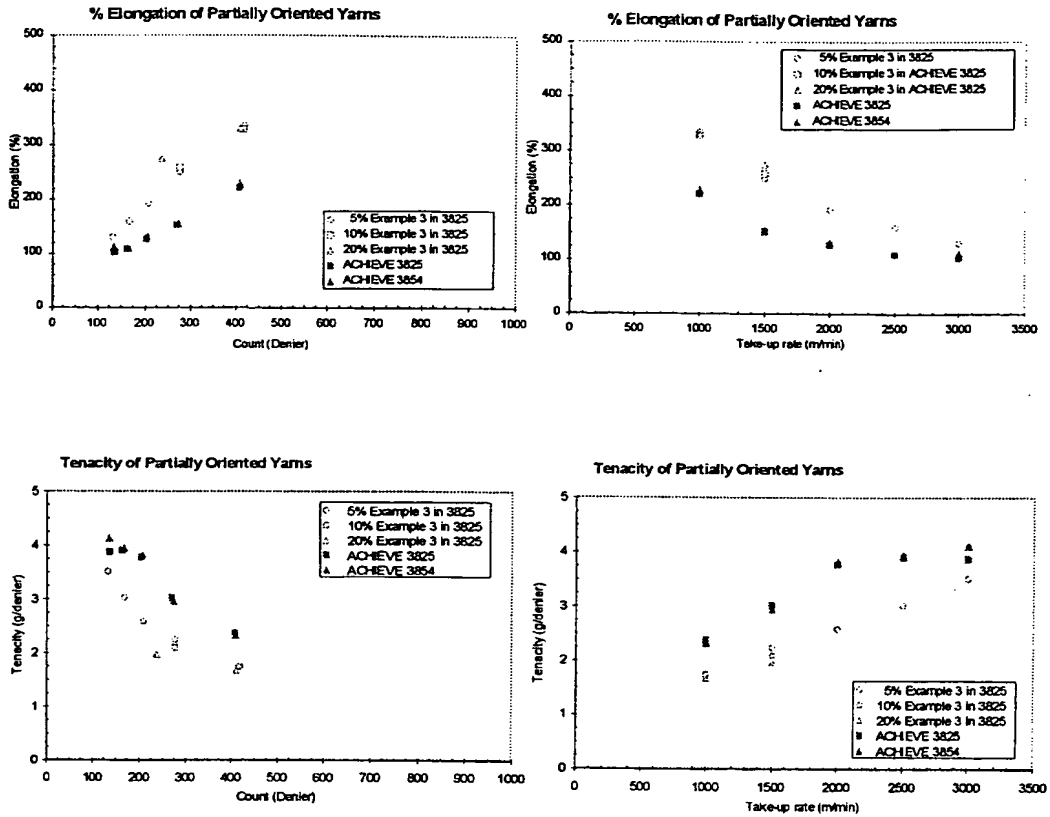 % Elongation of Partially Oriented Yarns
500
400
300
200
100
0
Elongation (%)
0 100 200 300 400 500 600 700 800 900 1000
Count (Denier)
5% Example 3 in 3825
10% Example 3 in 3825
20% Example 3 in 3825
ACHIEVE 3825
ACHIEVE 3854
% Elongation of Partially Oriented Yarns
500
400
300
200
100
0
Elongation (%)
0 500 1000 1500 2000 2500 3000 3500
Take-up rate (m/min)
5% Example 3 in 3825
10% Example 3 in ACHIEVE 3825
20% Example 3 in ACHIEVE 3825
ACHIEVE 3825
ACHIEVE 3854
Tenacity of Partially Oriented Yarns
5
4
3
2
1
0
Tenacity (g/denier)
0 100 200 300 400 500 600 700 800 900 1000
Count (Denier)
5% Example 3 in 3825
10% Example 3 in 3825
20% Example 3 in 3825
ACHIEVE 3825
ACHIEVE 3854
Tenacity of Partially Oriented Yarns
5
4
3
2
1
0
Tenacity (g/denier)
0 500 1000 1500 2000 2500 3000 3500
Take-up rate (m/min)
5% Example 3 in 3825
10% Example 3 in 3825
20% Example 3 in 3825
ACHIEVE 3825
ACHIEVE 3854